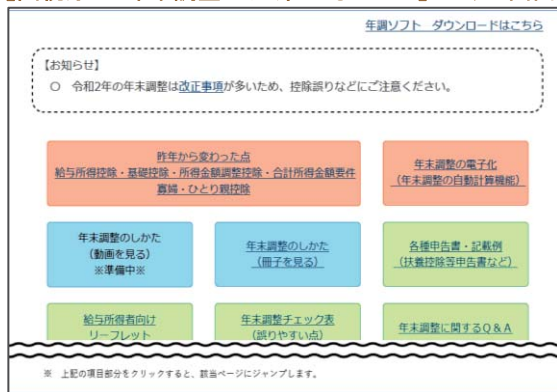 年調ソフト ダウンロードはこちら
【お知らせ】
○ 令和2年の年末調整は改正事項が多いため、控除誤りなどにご注意ください。
昨年から変わった点
給与所得控除・基礎控除・所得金額調整控除・合計所得金額要件
寡婦・ひとり親控除
年末調整の電子化
(年末調整の自動計算機能)
年末調整のしかた
(動画を見る)
※準備中※
年末調整のしかた
(冊子を見る)
各種申告書・記載例
(扶養控除等申告書など)
給与所得者向け
リーフレット
年末調整チェック表
(誤りやすい点)
年末調整に関するQ&A
※ 上記の項目部分をクリックすると、該当ページにジャンプします。